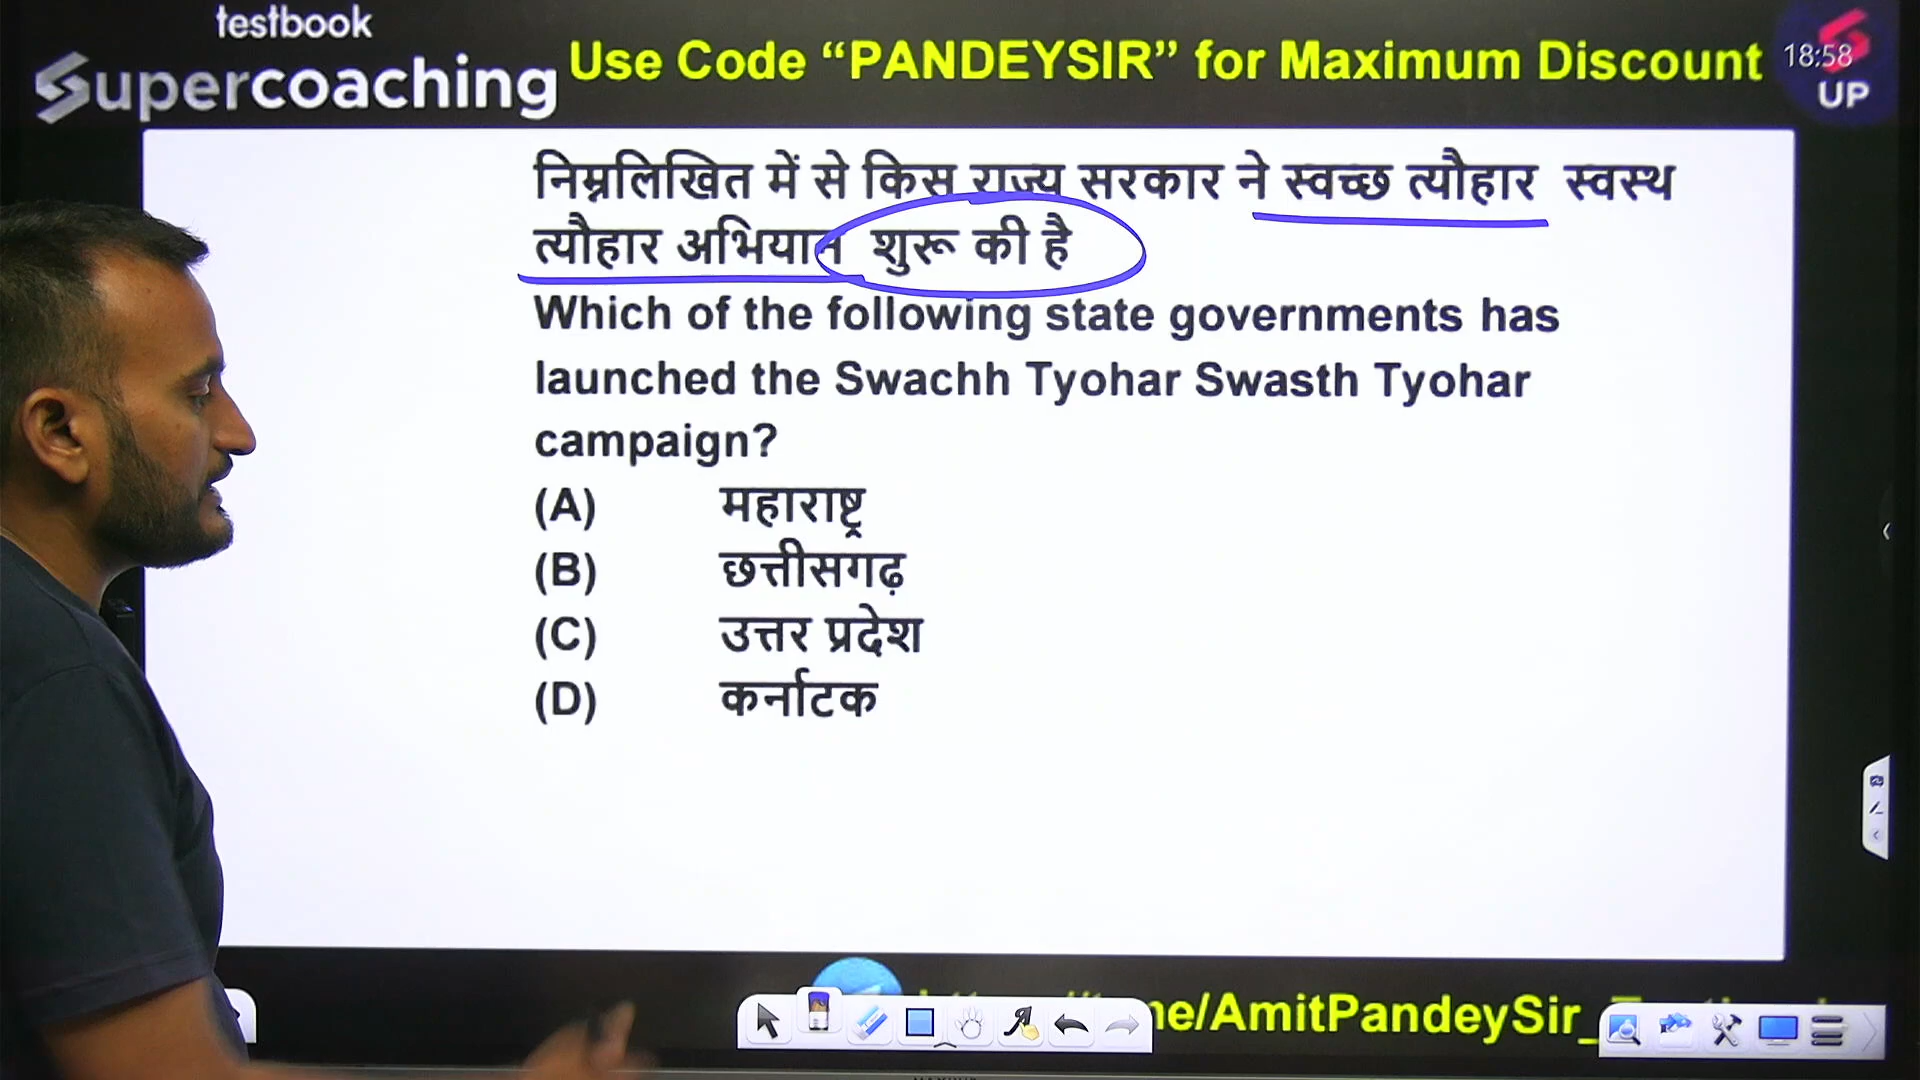 testbook
Supercoaching
Use Code “PANDEYSIR” for Maximum Discount
18:58
UP
निम्नलिखित में से किस राज्य सरकार ने स्वच्छ त्यौहार स्वस्थ
त्यौहार अभियान शुरू की है
Which of the following state governments has
launched the Swachh Tyohar Swasth Tyohar
campaign?
(A) महाराष्ट्र
(B) छत्तीसगढ़
(C) उत्तर प्रदेश
(D) कर्नाटक
me/AmitPandeySir_